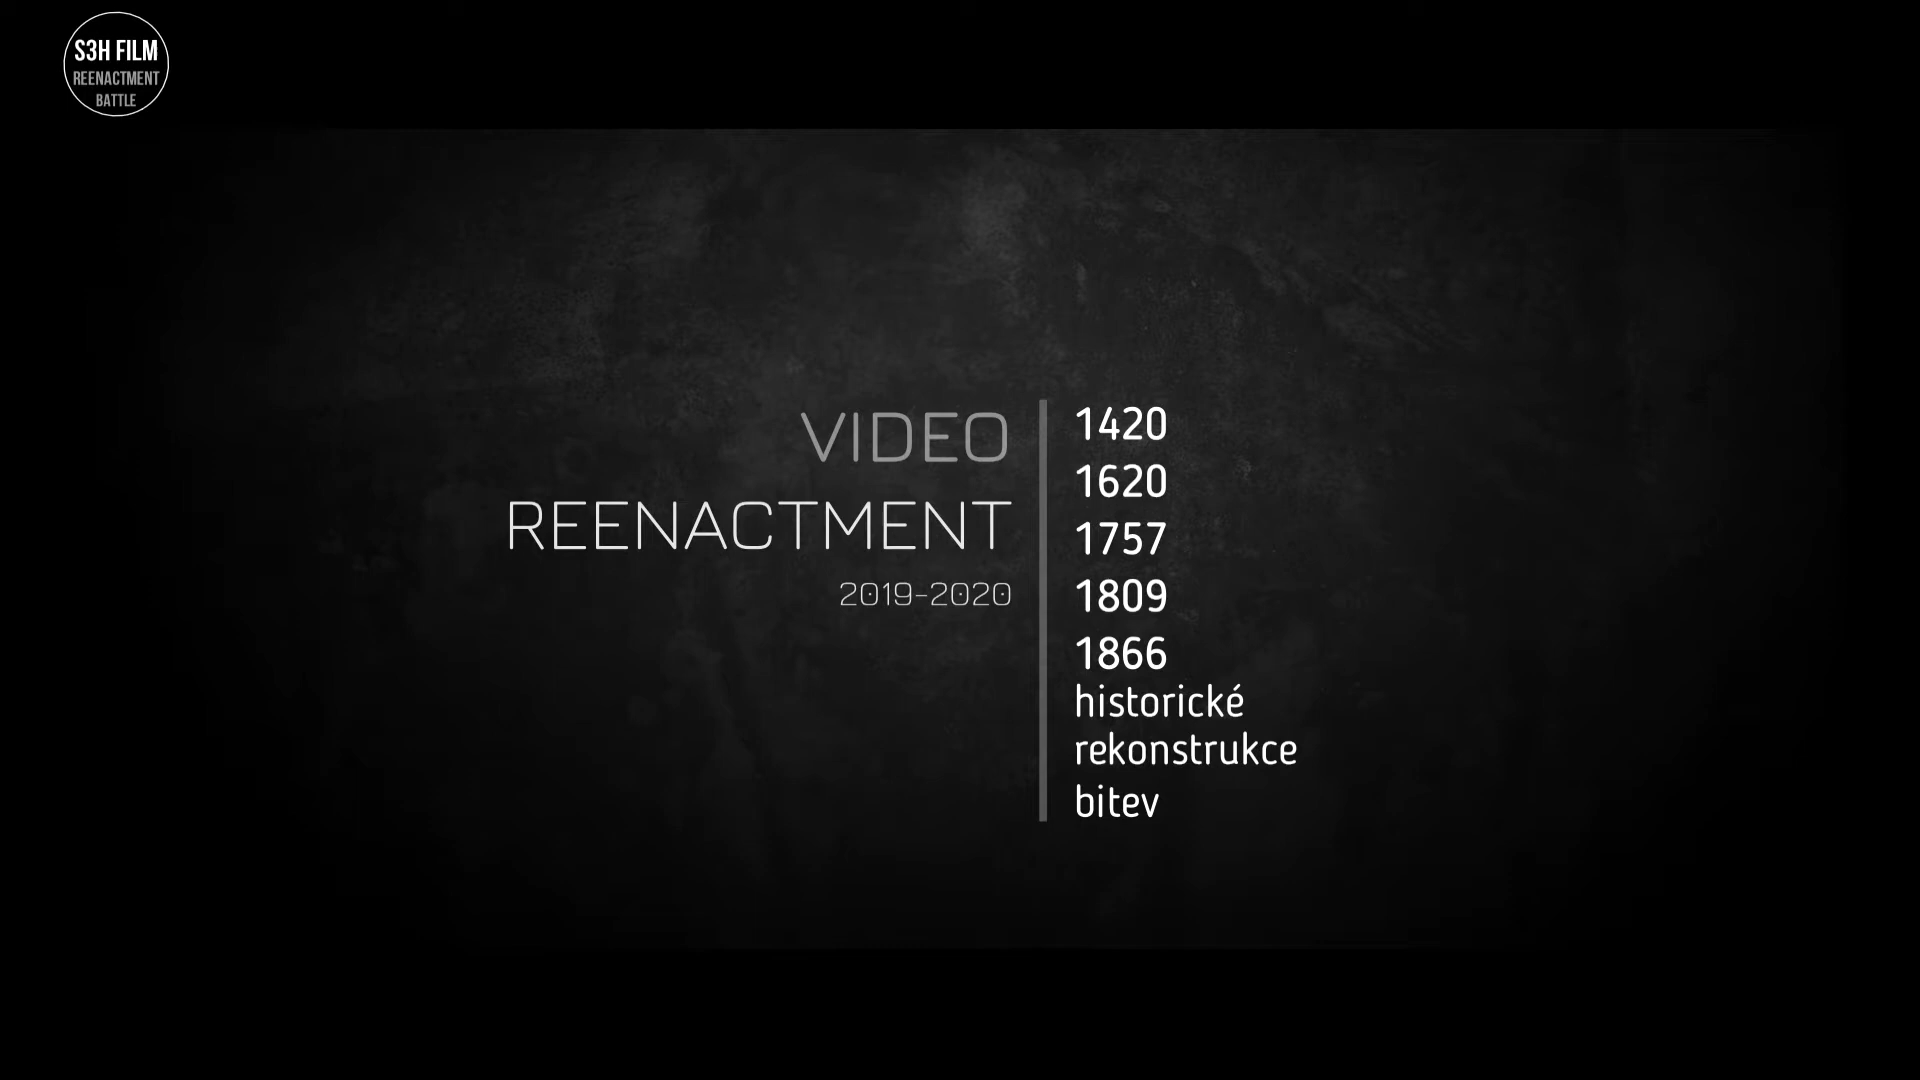 S3H FILM
REENACTMENT
BATTLE
VIDEO
REENACTMENT
2019-2020
1420
1620
1757
1809
1866
historické
rekonstrukce
bitev